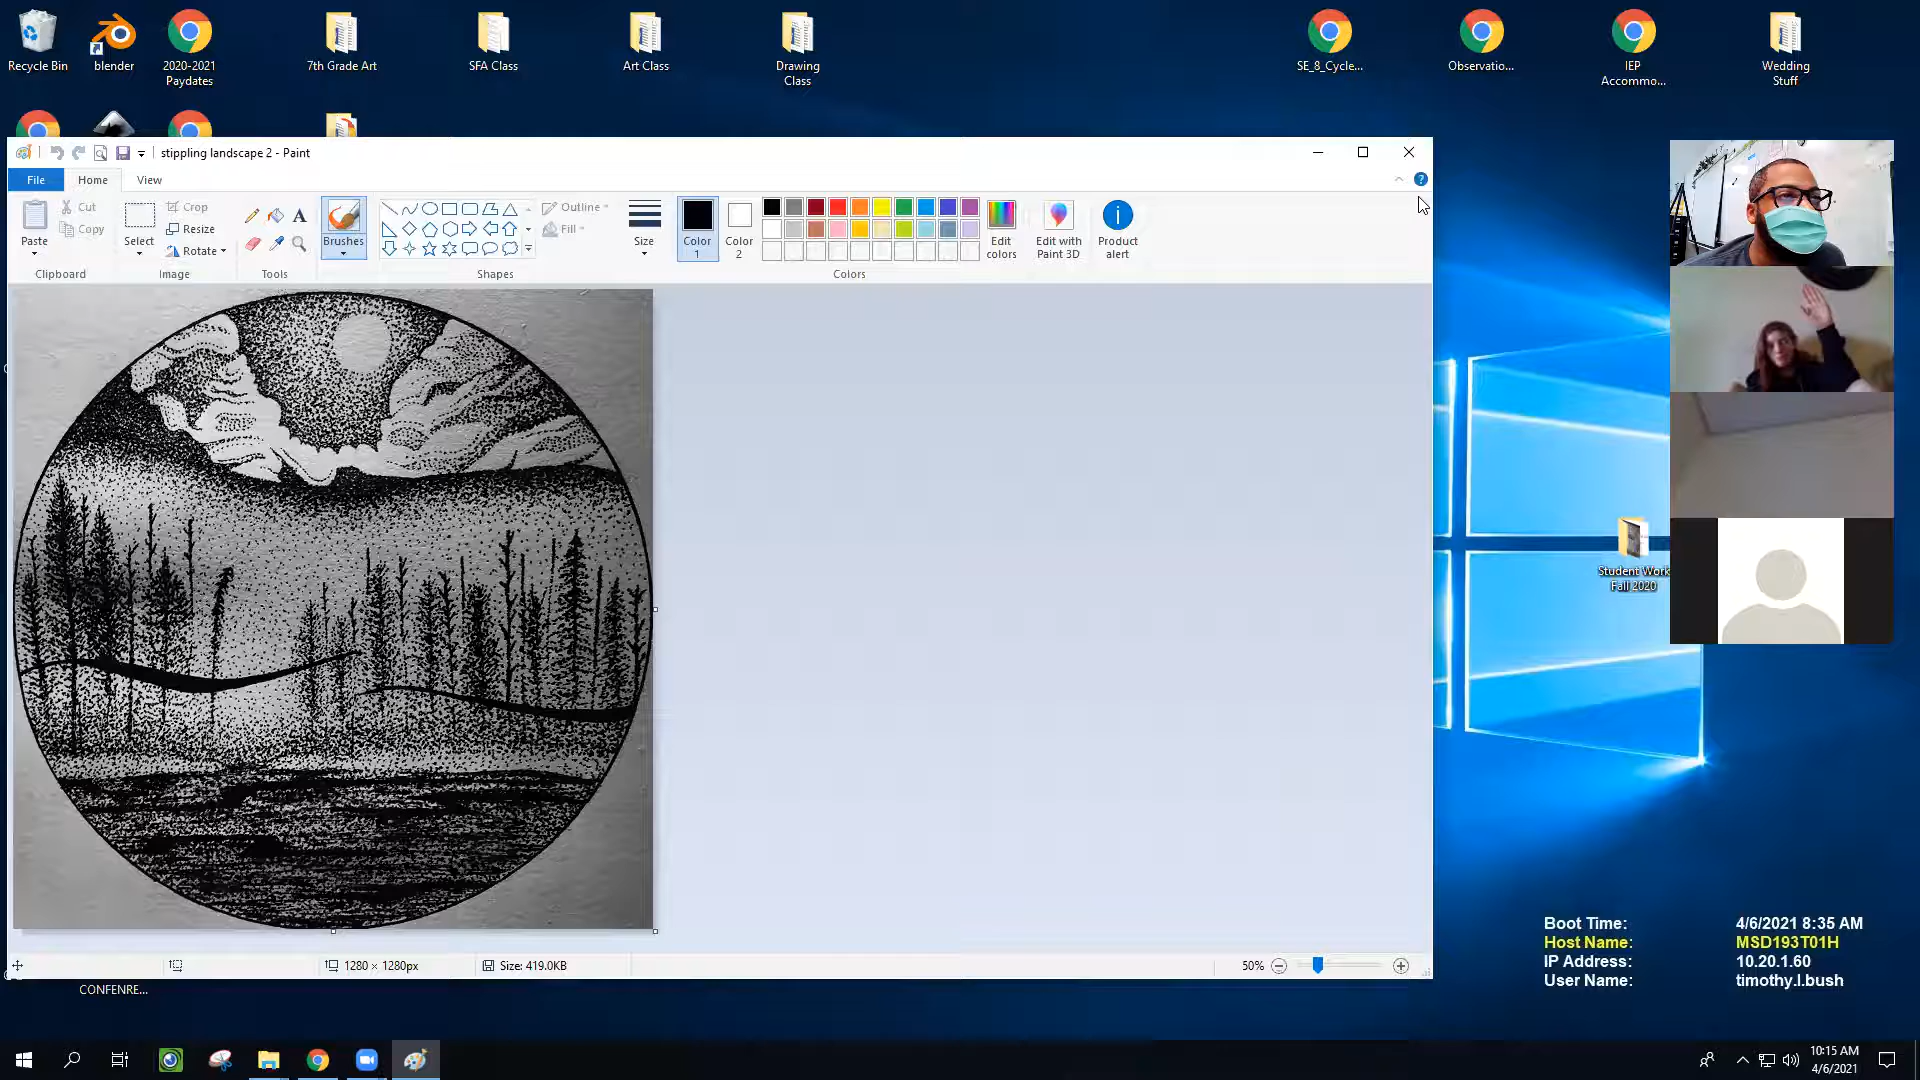 Recycle Bin
blender
2020-2021
Paydates
7th Grade Art
SFA Class
Art Class
Drawing
Class
SE_8_Cycle...
Observatio...
IEP
Accommo...
Wedding
Stuff
stippling landscape 2 - Paint
File
Home
View
Paste
Cut
Copy
Clipboard
Select
Crop
Resize
Rotate
Image
A
Tools
Brushes
Outline
Fill
Shapes
Size
Color
1
Color
2
Colors
Edit
colors
Edit with
Paint 3D
Product
alert
Student Work
Fall 2020
1280 × 1280px
Size: 419.0KB
50%
CONFENRE...
Boot Time: 4/6/2021 8:35 AM
Host Name: MSD193T01H
IP Address: 10.20.1.60
User Name: timothy.l.bush
10:15 AM
4/6/2021